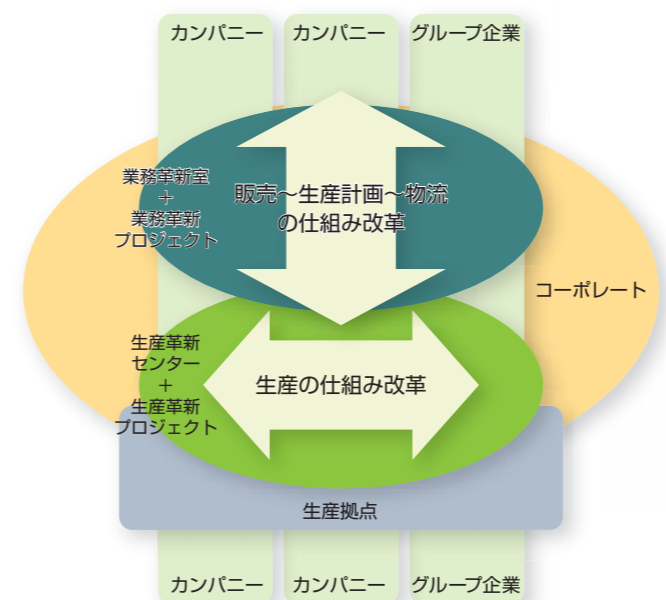 カンパニー
カンパニー
グループ企業
業務革新室
+
業務革新
プロジェクト
販売～生産計画～物流
の仕組み改革
コーポレート
生産革新
センター
+
生産革新
プロジェクト
生産の仕組み改革
生産拠点
カンパニー
カンパニー
グループ企業